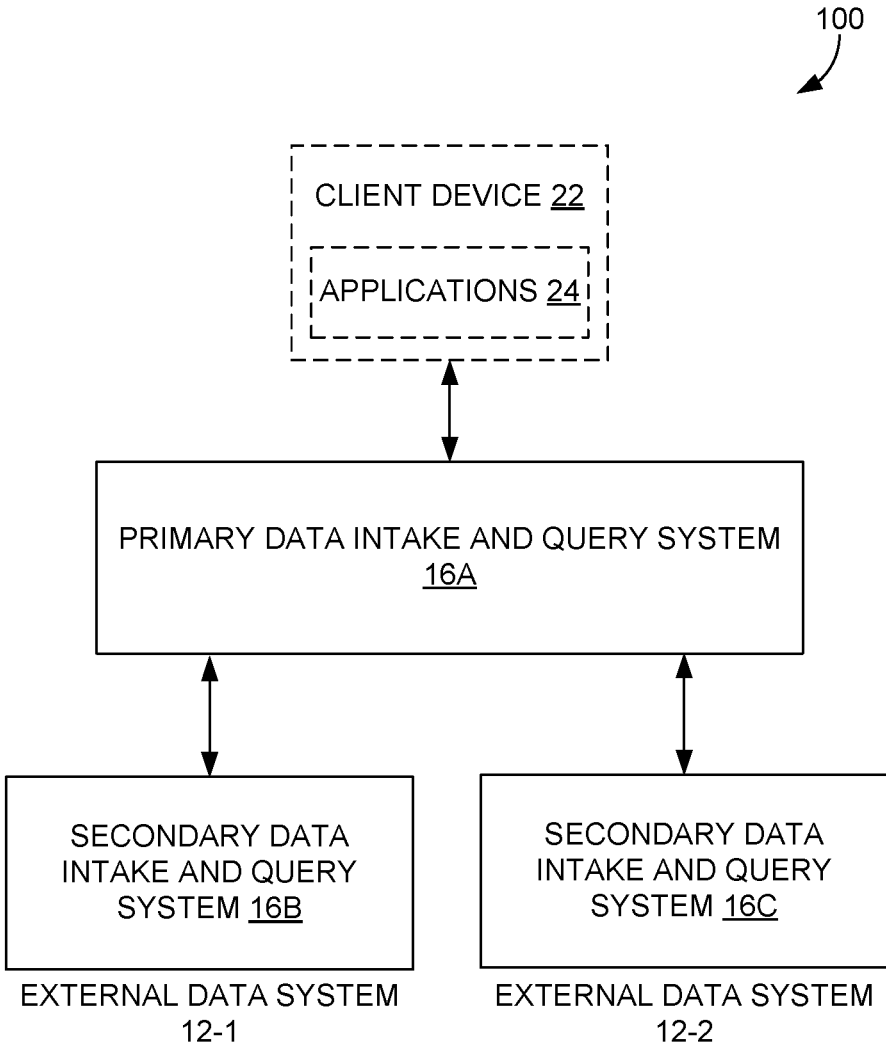 100
CLIENT DEVICE 22
APPLICATIONS 24
PRIMARY DATA INTAKE AND QUERY SYSTEM
16A
SECONDARY DATA
INTAKE AND QUERY
SYSTEM 16B
EXTERNAL DATA SYSTEM
12-1
SECONDARY DATA
INTAKE AND QUERY
SYSTEM 16C
EXTERNAL DATA SYSTEM
12-2